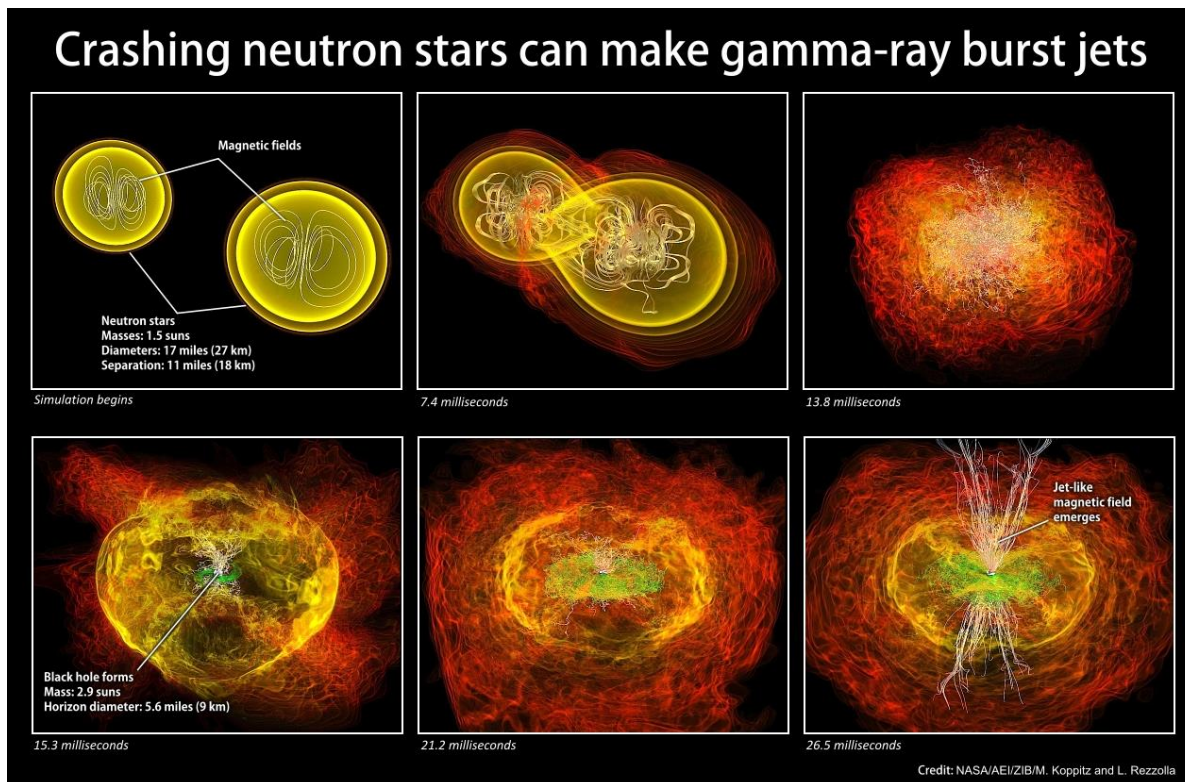 Crashing neutron stars can make gamma-ray burst jets
Magnetic fields
Neutron stars
Masses: 1.5 suns
Diameters: 17 miles (27 km)
Separation: 11 miles (18 km)
Simulation begins
7.4 milliseconds
13.8 milliseconds
Black hole forms
Mass: 2.9 suns
Horizon diameter: 5.6 miles (9 km)
15.3 milliseconds
21.2 milliseconds
Jet-like
magnetic field
emerges
26.5 milliseconds
Credit: NASA/AEI/ZIB/M. Koppitz and L. Rezzolla